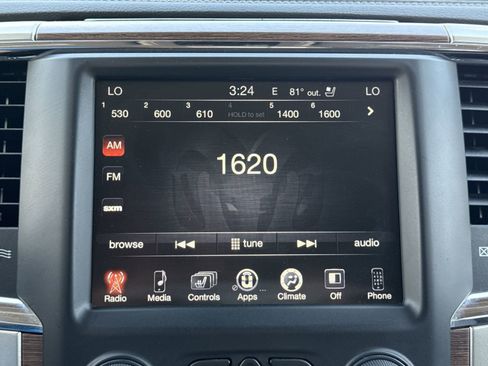 LO 3:24 E 81° out. LO
1 530 2 600 3 610 4 HOLD to set 5 1400 6 1600
AM
1620
FM
sxm
browse tune audio
Radio Media Controls Apps Climate Off Phone